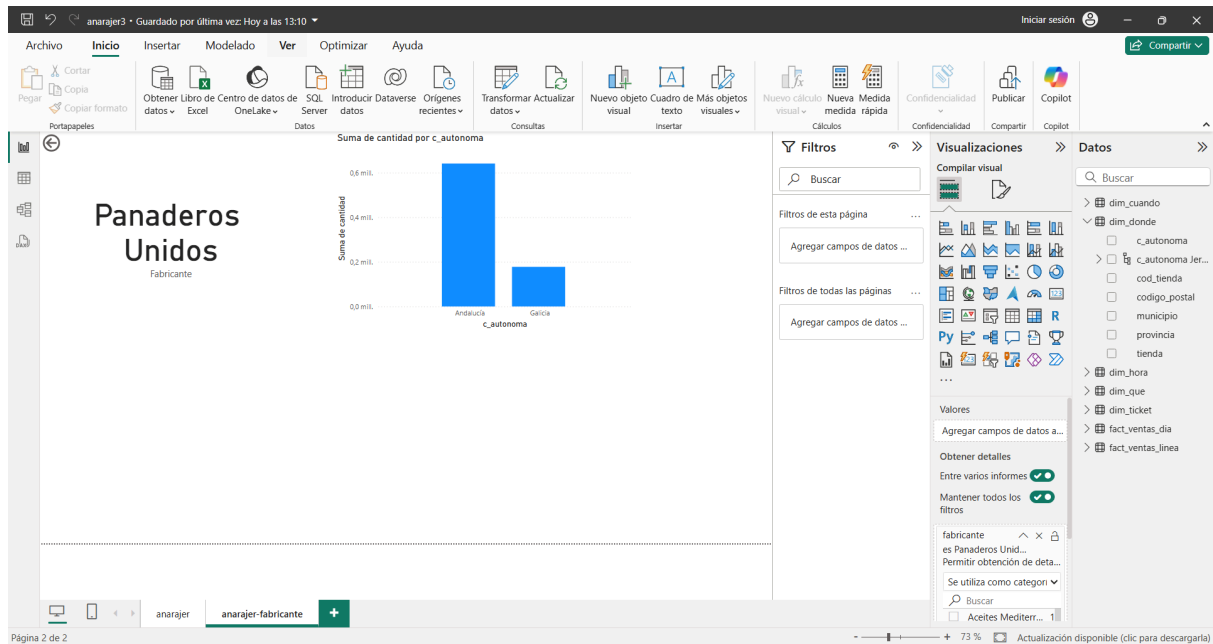 anarajer3 • Guardado por última vez: Hoy a las 13:10
Iniciar sesión
Archivo Inicio Insertar Modelado Ver Optimizar Ayuda
Compartir
Pegar
Cortar
Copia
Copiar formato
Portapapeles
Obtener datos
Libro de Excel
Centro de datos de OneLake
SQL Server
Introducir datos
Dataverse
Orígenes recientes
Datos
Transformar datos
Actualizar
Consultas
Nuevo objeto visual
Cuadro de texto
Más objetos visuales
Insertar
Nuevo cálculo visual
Nueva medida
Medida rápida
Cálculos
Confidencialidad
Confidencialidad
Publicar
Compartir
Copilot
Copilot
Panaderos
Unidos
Fabricante
Suma de cantidad por c_autonoma
Suma de cantidad
0,6 mil.
0,4 mil.
0,2 mil.
0,0 mil.
Andalucía Galicia
c_autonoma
Filtros
Buscar
Filtros de esta página ...
Agregar campos de datos ...
Filtros de todas las páginas ...
Agregar campos de datos ...
Visualizaciones
Compilar visual
123
R
Py
...
Valores
Agregar campos de datos a...
Obtener detalles
Entre varios informes
Mantener todos los
filtros
fabricante
es Panaderos Unid...
Permitir obtención de deta...
Se utiliza como categorí
Buscar
Aceites Mediterr... 1
Datos
Buscar
dim_cuando
dim_donde
c_autonoma
c_autonoma Jer...
cod_tienda
codigo_postal
municipio
provincia
tienda
dim_hora
dim_que
dim_ticket
fact_ventas_dia
fact_ventas_linea
anarajer
anarajer-fabricante
Página 2 de 2
73 %
Actualización disponible (clic para descargarla)